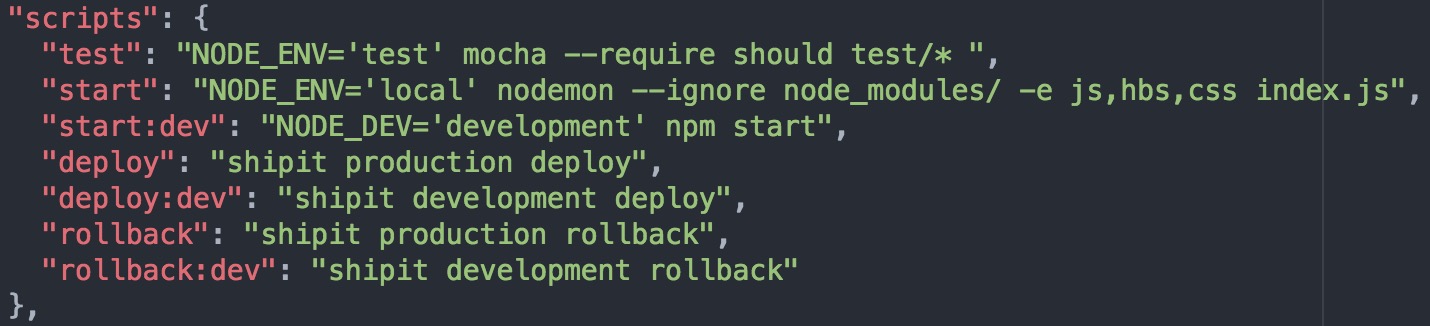 "scripts": {
  "test": "NODE_ENV='test' mocha --require should test/* ",
  "start": "NODE_ENV='local' nodemon --ignore node_modules/ -e js,hbs,css index.js",
  "start:dev": "NODE_DEV='development' npm start",
  "deploy": "shipit production deploy",
  "deploy:dev": "shipit development deploy",
  "rollback": "shipit production rollback",
  "rollback:dev": "shipit development rollback"
},